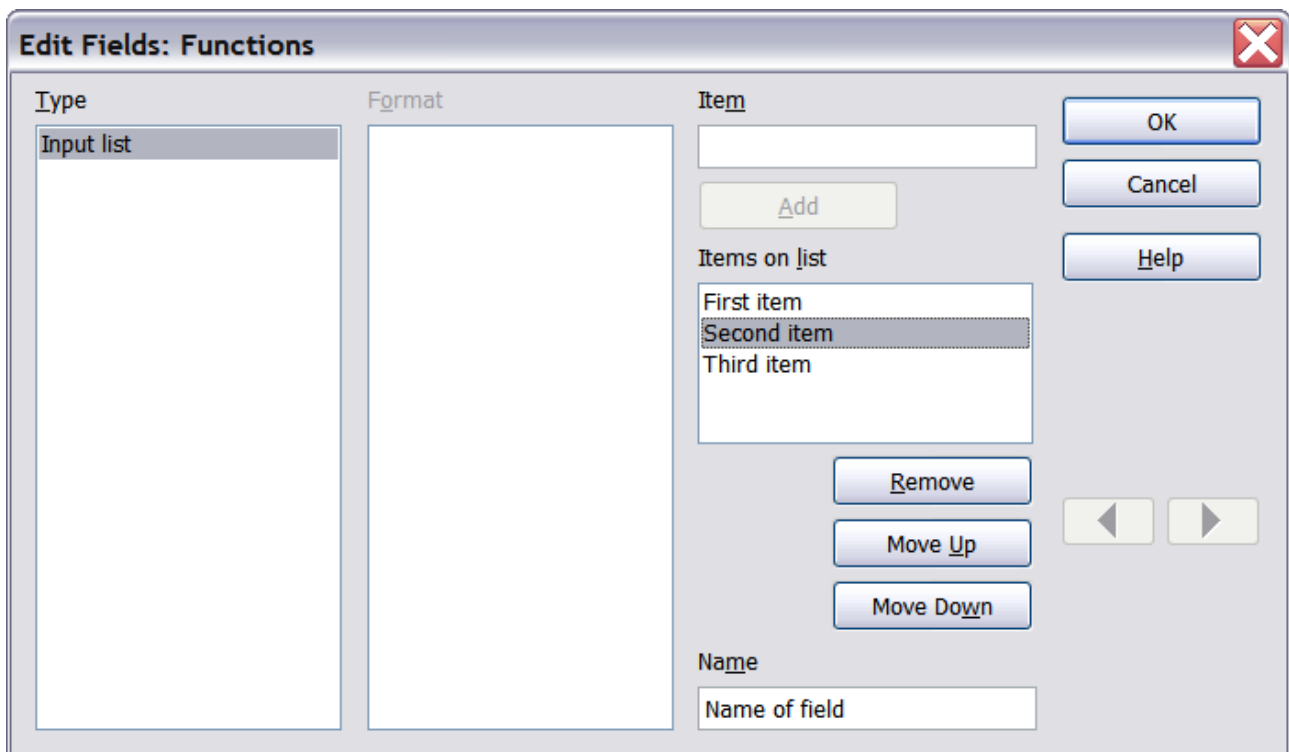 Edit Fields: Functions
Type
Input list
Format
Item
Add
Items on list
First item
Second item
Third item
Remove
Move Up
Move Down
Name
Name of field
OK
Cancel
Help